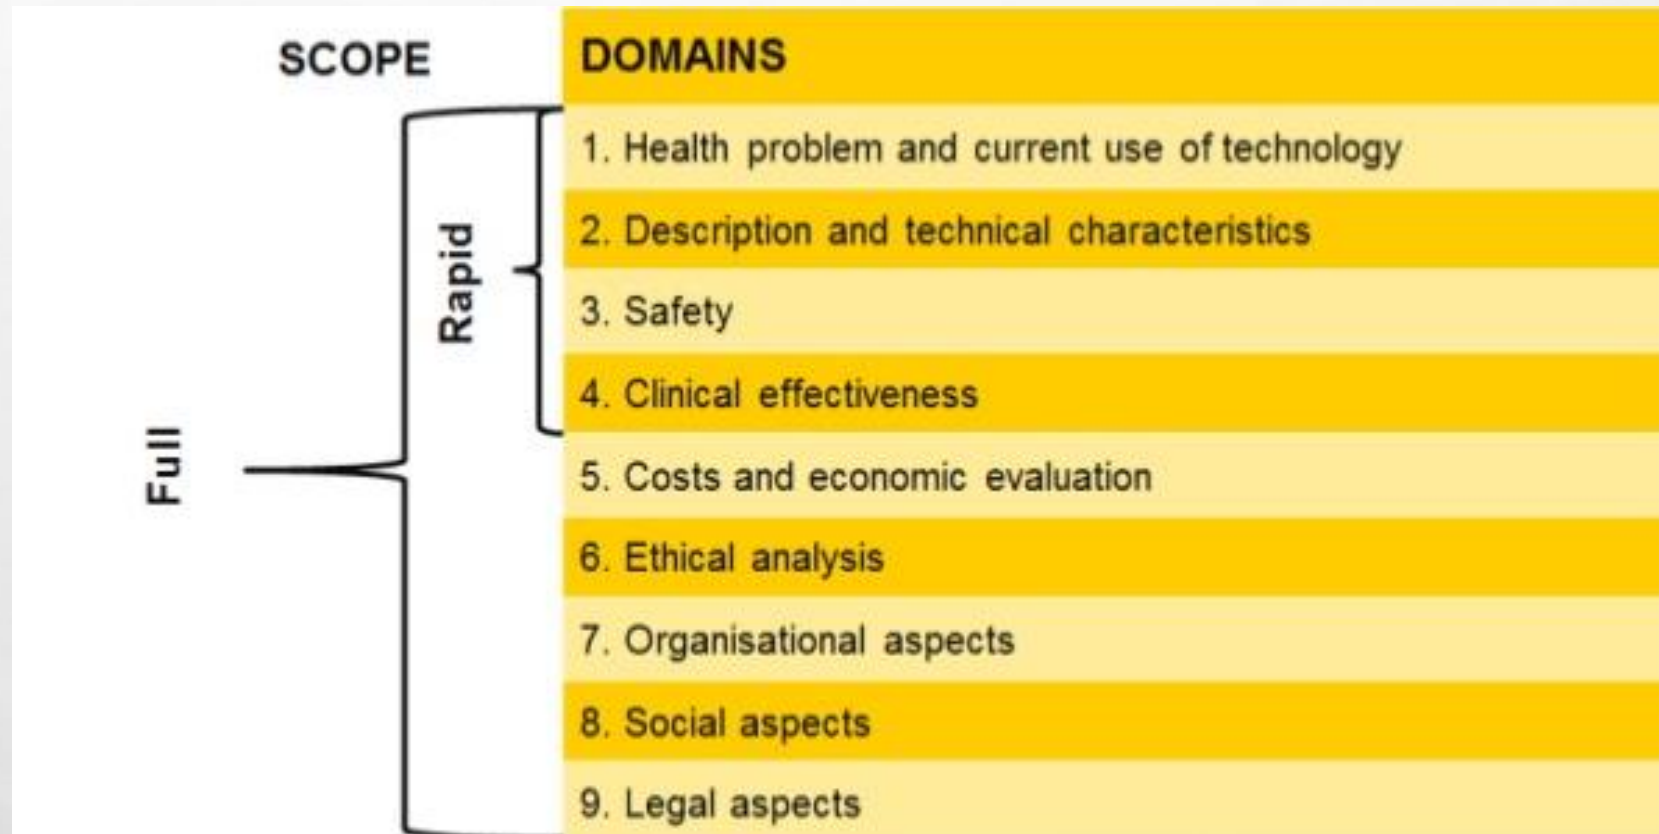 SCOPE
DOMAINS
Full
Rapid
1. Health problem and current use of technology
2. Description and technical characteristics
3. Safety
4. Clinical effectiveness
5. Costs and economic evaluation
6. Ethical analysis
7. Organisational aspects
8. Social aspects
9. Legal aspects